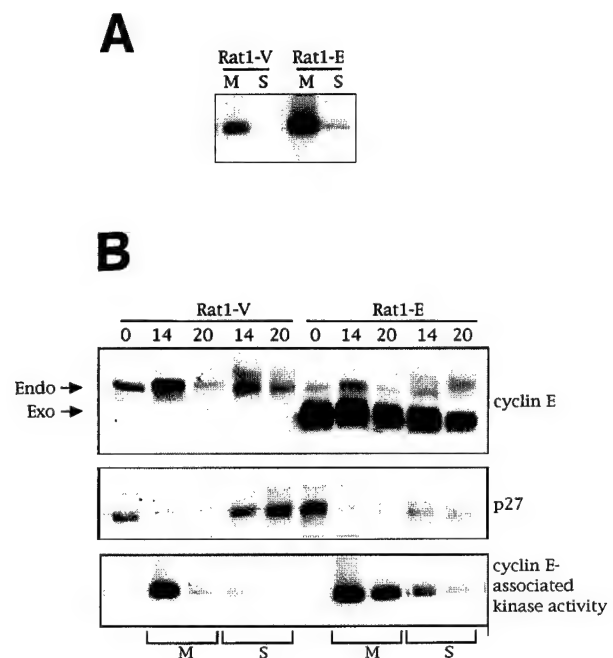 A
Rat1-V Rat1-E
M S M S
B
Rat1-V Rat1-E
0 14 20 14 20 0 14 20 14 20
Endo →
Exo →
cyclin E
p27
cyclin E-
associated
kinase activity
M S M S